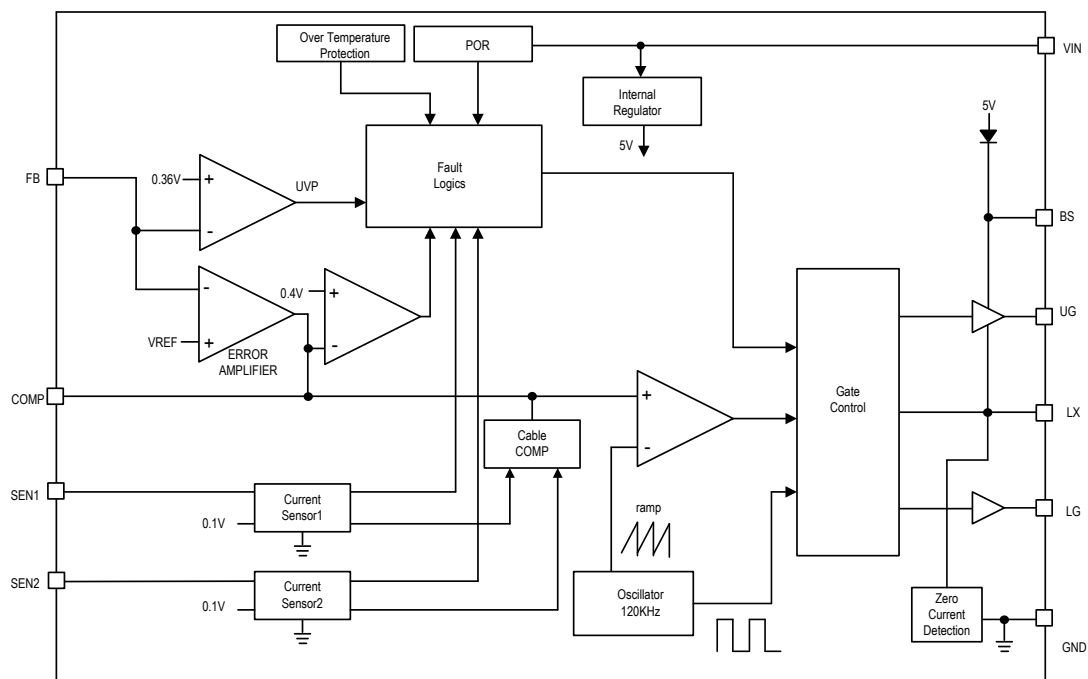 Over Temperature
Protection
POR
VIN
Internal
Regulator
5V
5V
FB
0.36V
+
-
UVP
Fault
Logics
BS
-
VREF
+
ERROR
AMPLIFIER
0.4V
+
-
UG
COMP
+
-
Gate
Control
LX
Cable
COMP
SEN1
Current
Sensor1
0.1V
ramp
LG
SEN2
Current
Sensor2
0.1V
Oscillator
120KHz
Zero
Current
Detection
GND